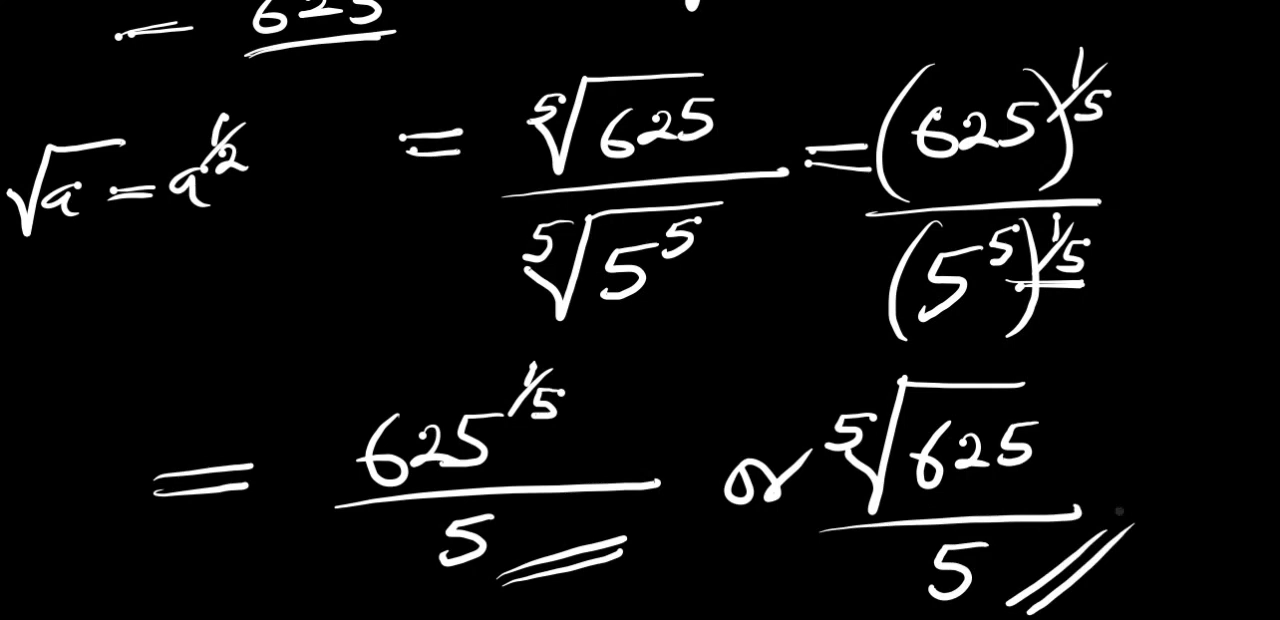 = 625
√a = a^1/2 = ⁵√625 / ⁵√5⁵ = (625)^1/5 / (5⁵)^1/5
= 625^1/5 / 5 or ⁵√625 / 5